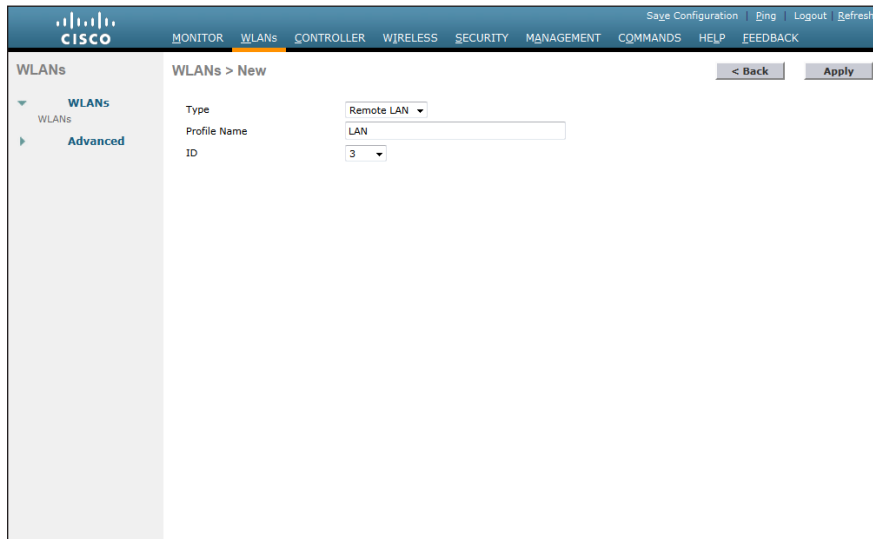 Save Configuration | Ping | Logout | Refresh
CISCO
MONITOR WLANs CONTROLLER WIRELESS SECURITY MANAGEMENT COMMANDS HELP FEEDBACK
WLANs
WLANs
WLANs
Advanced
WLANs > New
< Back
Apply
Type Remote LAN
Profile Name LAN
ID 3